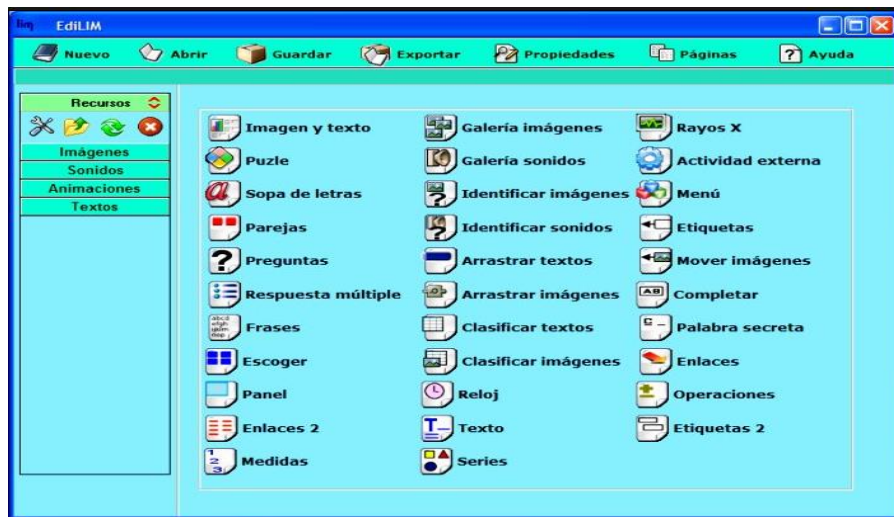 lim EdiLIM
Nuevo Abrir Guardar Exportar Propiedades Páginas Ayuda
Recursos
Imágenes
Sonidos
Animaciones
Textos
Imagen y texto Galería imágenes Rayos X
Puzle Galería sonidos Actividad externa
Sopa de letras Identificar imágenes Menú
Parejas Identificar sonidos Etiquetas
Preguntas Arrastrar textos Mover imágenes
Respuesta múltiple Arrastrar imágenes Completar
Frases Clasificar textos Palabra secreta
Escoger Clasificar imágenes Enlaces
Panel Reloj Operaciones
Enlaces 2 Texto Etiquetas 2
Medidas Series